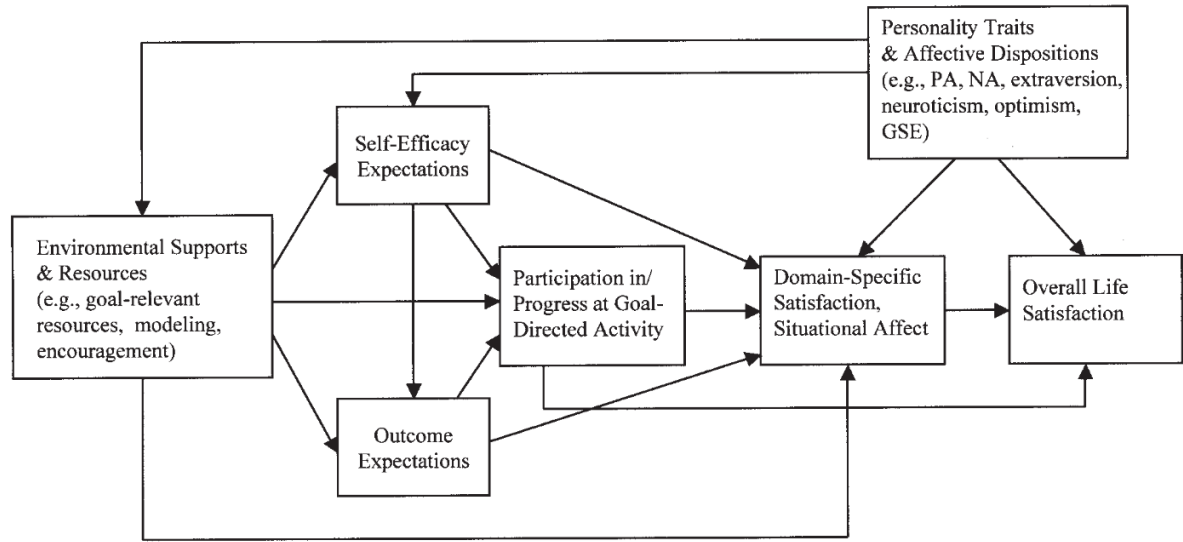 Personality Traits
& Affective Dispositions
(e.g., PA, NA, extraversion,
neuroticism, optimism,
GSE)
Self-Efficacy
Expectations
Environmental Supports
& Resources
(e.g., goal-relevant
resources, modeling,
encouragement)
Participation in/
Progress at Goal-
Directed Activity
Domain-Specific
Satisfaction,
Situational Affect
Overall Life
Satisfaction
Outcome
Expectations